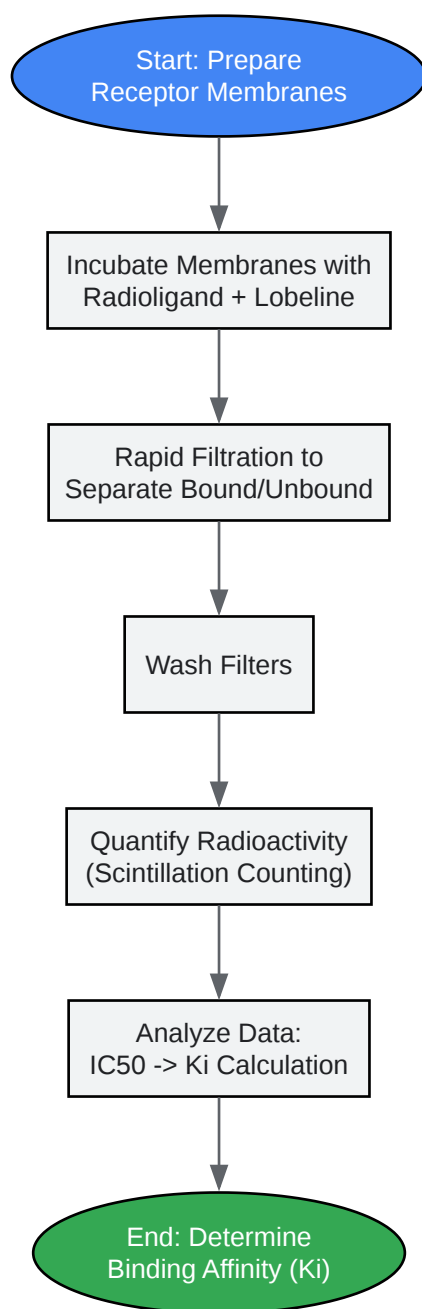 Start: Prepare
Receptor Membranes
Incubate Membranes with
Radioligand + Lobeline
Rapid Filtration to
Separate Bound/Unbound
Wash Filters
Quantify Radioactivity
(Scintillation Counting)
Analyze Data:
IC50 -> Ki Calculation
End: Determine
Binding Affinity (Ki)